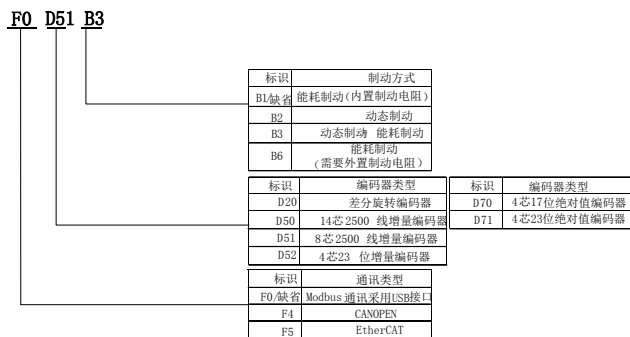 F0 D51 B3
标识 制动方式
B1/缺省 能耗制动(内置制动电阻)
B2 动态制动
B3 动态制动 能耗制动
B6 能耗制动
(需要外置制动电阻)
标识 编码器类型 标识 编码器类型
D20 差分旋转编码器 D70 4芯17位绝对值编码器
D50 14芯2500 线增量编码器 D71 4芯23位绝对值编码器
D51 8芯2500 线增量编码器
D52 4芯23 位增量编码器
标识 通讯类型
F0/缺省 Modbus 通讯采用USB接口
F4 CANOPEN
F5 EtherCAT